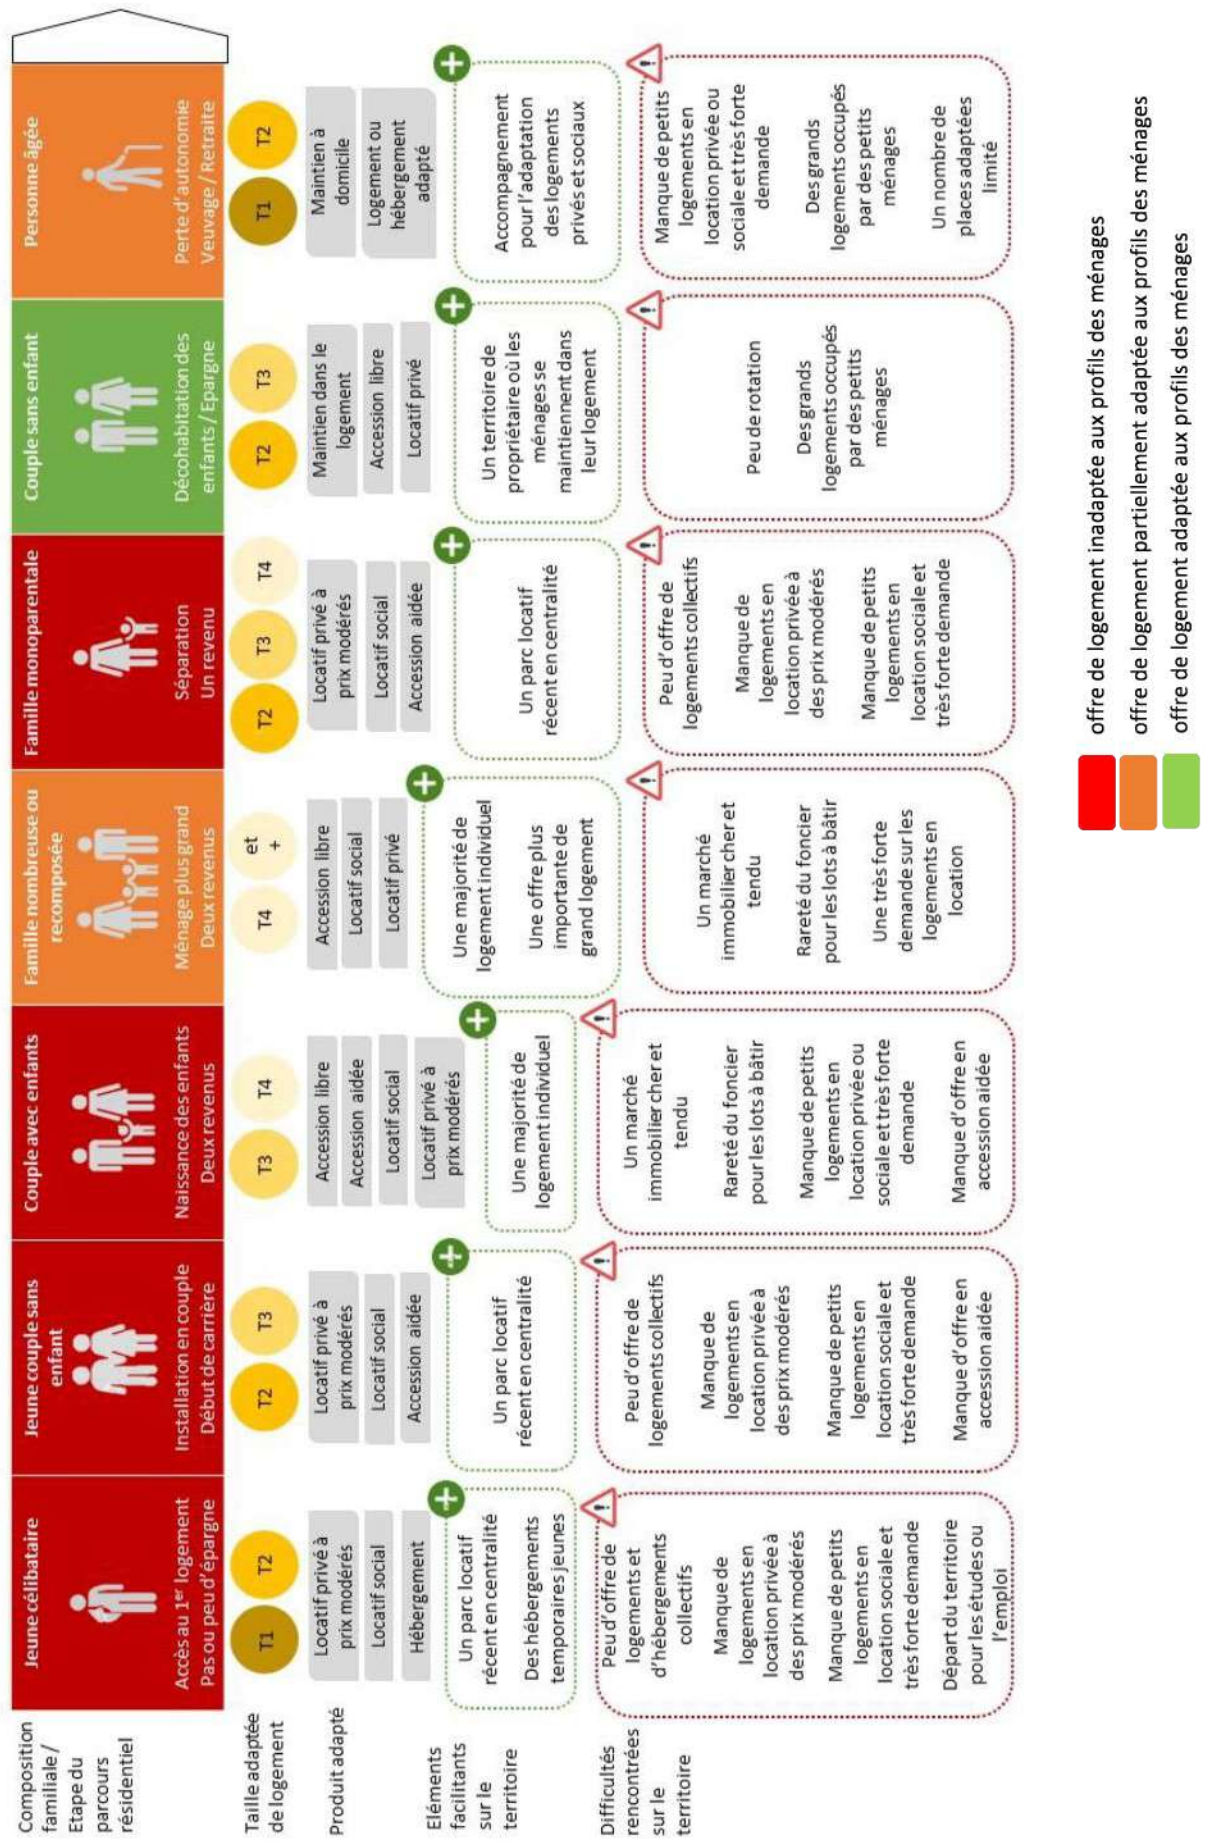 Composition
familiale /
Etape du
parcours
résidentiel
Jeune célibataire
Accès au 1er logement
Pas ou peu d'épargne
Jeune couple sans
enfant
Installation en couple
Début de carrière
Couple avec enfants
Naissance des enfants
Deux revenus
Famille nombreuse ou
recomposée
Ménage plus grand
Deux revenus
Famille monoparentale
Séparation
Un revenu
Couple sans enfant
Décohabitation des
enfants / Epargne
Personne âgée
Perte d'autonomie
Veuvage / Retraite
Taille adaptée
de logement
T1
T2
T2
T3
T3
T4
T4
et
+
T2
T3
T4
T2
T3
T1
T2
Produit adapté
Locatif privé à
prix modérés
Locatif social
Hébergement
Locatif privé à
prix modérés
Locatif social
Accession aidée
Accession libre
Accession aidée
Locatif social
Locatif privé à
prix modérés
Accession libre
Locatif social
Locatif privé
Locatif privé à
prix modérés
Locatif social
Accession aidée
Maintien dans le
logement
Accession libre
Locatif privé
Maintien à
domicile
Logement ou
hébergement
adapté
Eléments
facilitants
sur le
territoire
Un parc locatif
récent en centralité
Des hébergements
temporaires jeunes
Un parc locatif
récent en centralité
Une majorité de
logement individuel
Une majorité de
logement individuel
Une offre plus
importante de
grand logement
Un parc locatif
récent en centralité
Un territoire de
propriétaire où les
ménages se
maintiennent dans
leur logement
Accompagnement
pour l'adaptation
des logements
privés et sociaux
Difficultés
rencontrées
sur le
territoire
Peu d'offre de
logements et
d'hébergements
collectifs
Manque de
logements en
location privée à
des prix modérés
Manque de petits
logements en
location sociale et
très forte demande
Départ du territoire
pour les études ou
l'emploi
Peu d'offre de
logements collectifs
Manque de
logements en
location privée à
des prix modérés
Manque de petits
logements en
location sociale et
très forte demande
Manque d'offre en
accession aidée
Un marché
immobilier cher et
tendu
Rareté du foncier
pour les lots à bâtir
Manque de petits
logements en
location privée ou
sociale et très forte
demande
Manque d'offre en
accession aidée
Un marché
immobilier cher et
tendu
Rareté du foncier
pour les lots à bâtir
Une très forte
demande sur les
logements en
location
Peu d'offre de
logements collectifs
Manque de
logements en
location privée à
des prix modérés
Manque de petits
logements en
location sociale et
très forte demande
Peu de rotation
Des grands
logements occupés
par des petits
ménages
Manque de petits
logements en
location privée ou
sociale et très forte
demande
Des grands
logements occupés
par des petits
ménages
Un nombre de
places adaptées
limité
offre de logement inadaptée aux profils des ménages
offre de logement partiellement adaptée aux profils des ménages
offre de logement adaptée aux profils des ménages